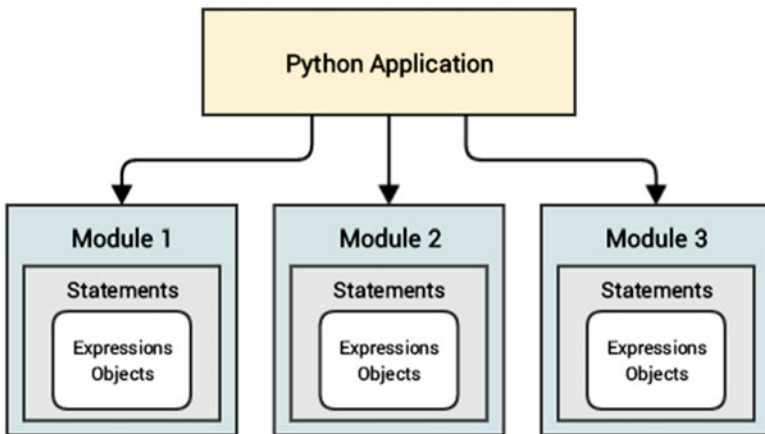 Python Application
Module 1
Statements
Expressions
Objects
Module 2
Statements
Expressions
Objects
Module 3
Statements
Expressions
Objects